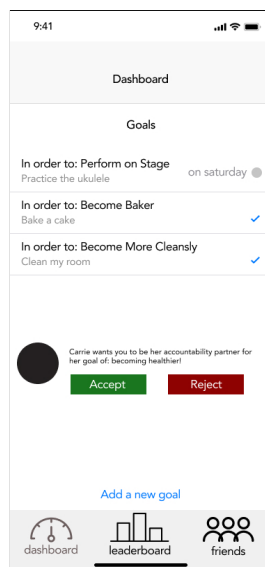 9:41
Dashboard
Goals
In order to: Perform on Stage
Practice the ukulele
on saturday
In order to: Become Baker
Bake a cake
In order to: Become More Cleansly
Clean my room
Carrie wants you to be her accountability partner for
her goal of: becoming healthier!
Accept
Reject
Add a new goal
dashboard
leaderboard
friends